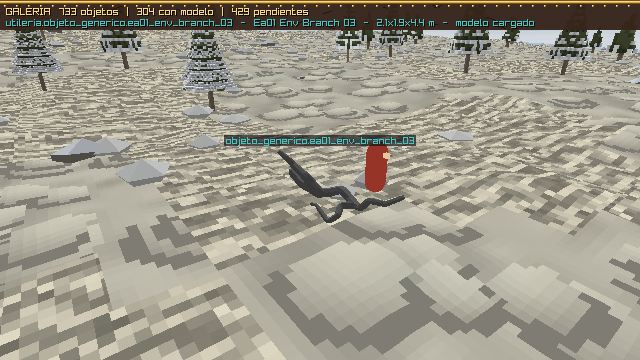 GALERIA 733 objetos | 304 con modelo | 429 pendientes
utileria.objeto_generico.ea01_env_branch_03 - Ea01 Env Branch 03 - 2.1x1.9x4.4 m - modelo cargado
objeto_generico.ea01_env_branch_03